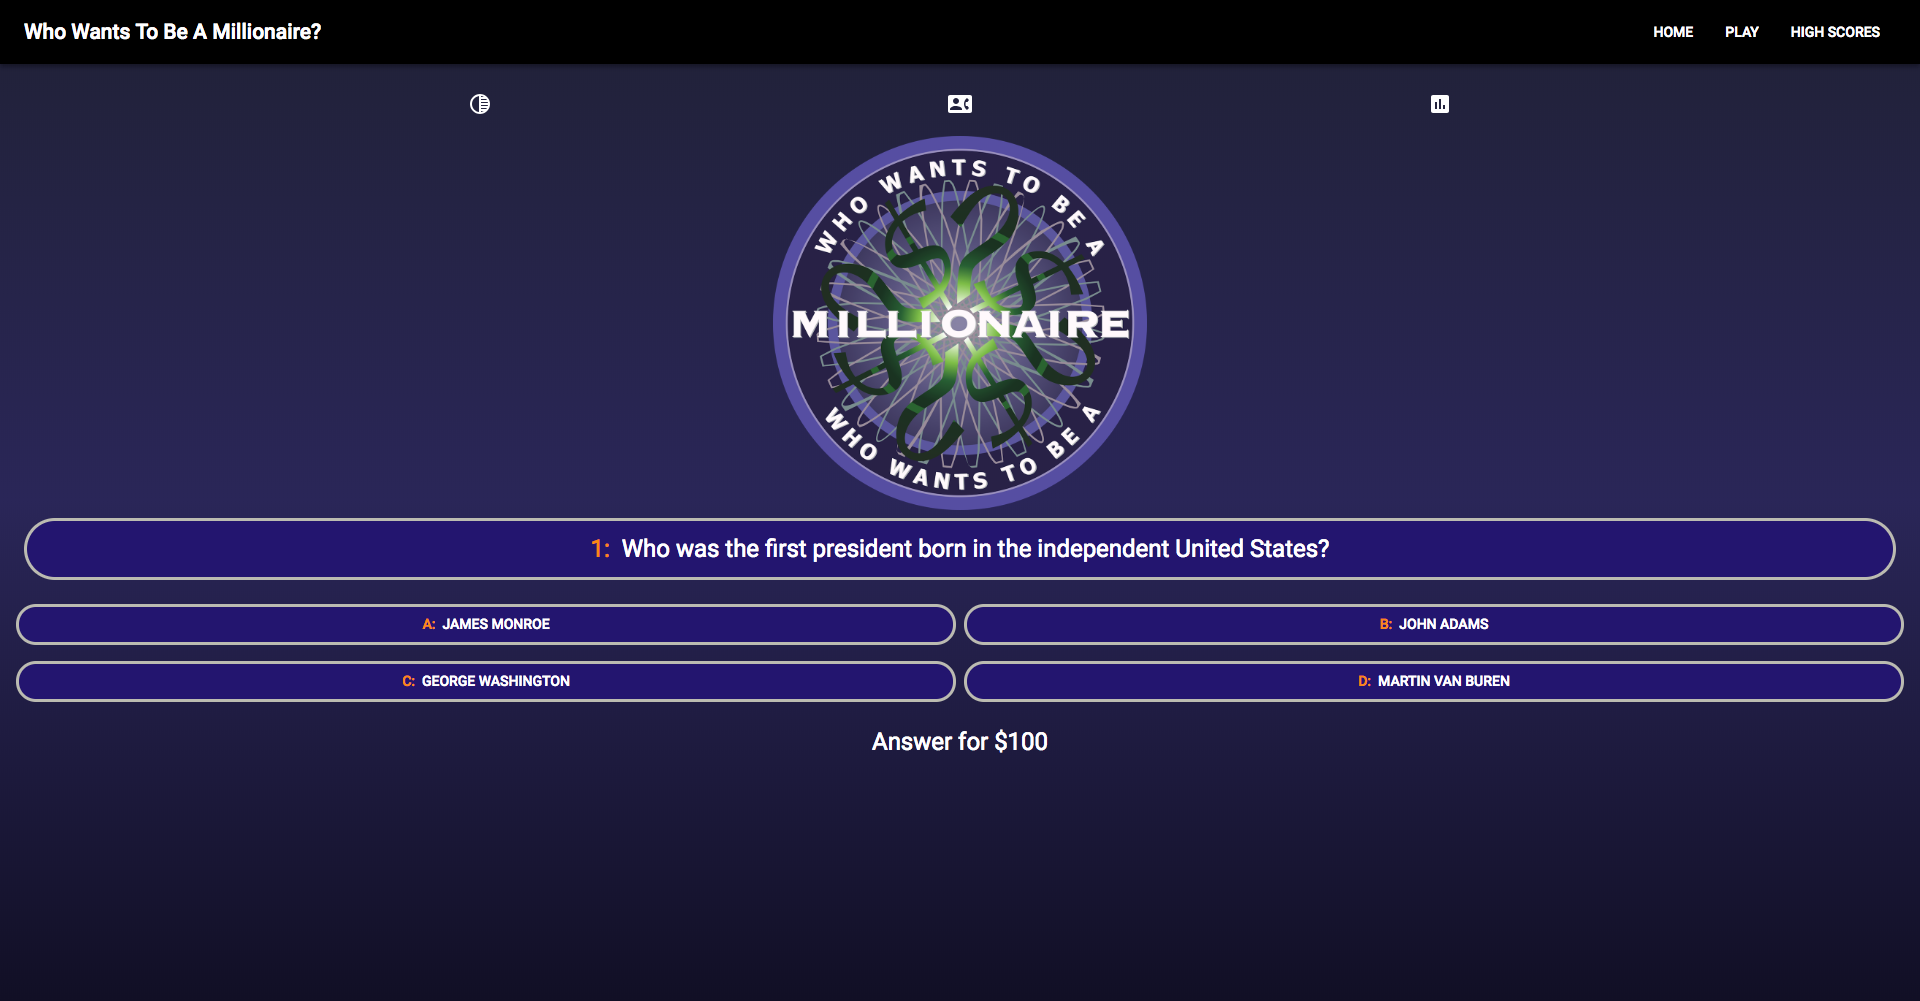 Who Wants To Be A Millionaire?
HOME PLAY HIGH SCORES
WHO WANTS TO BE A
MILLIONAIRE
WHO WANTS TO BE A
1: Who was the first president born in the independent United States?
A: JAMES MONROE
B: JOHN ADAMS
C: GEORGE WASHINGTON
D: MARTIN VAN BUREN
Answer for $100